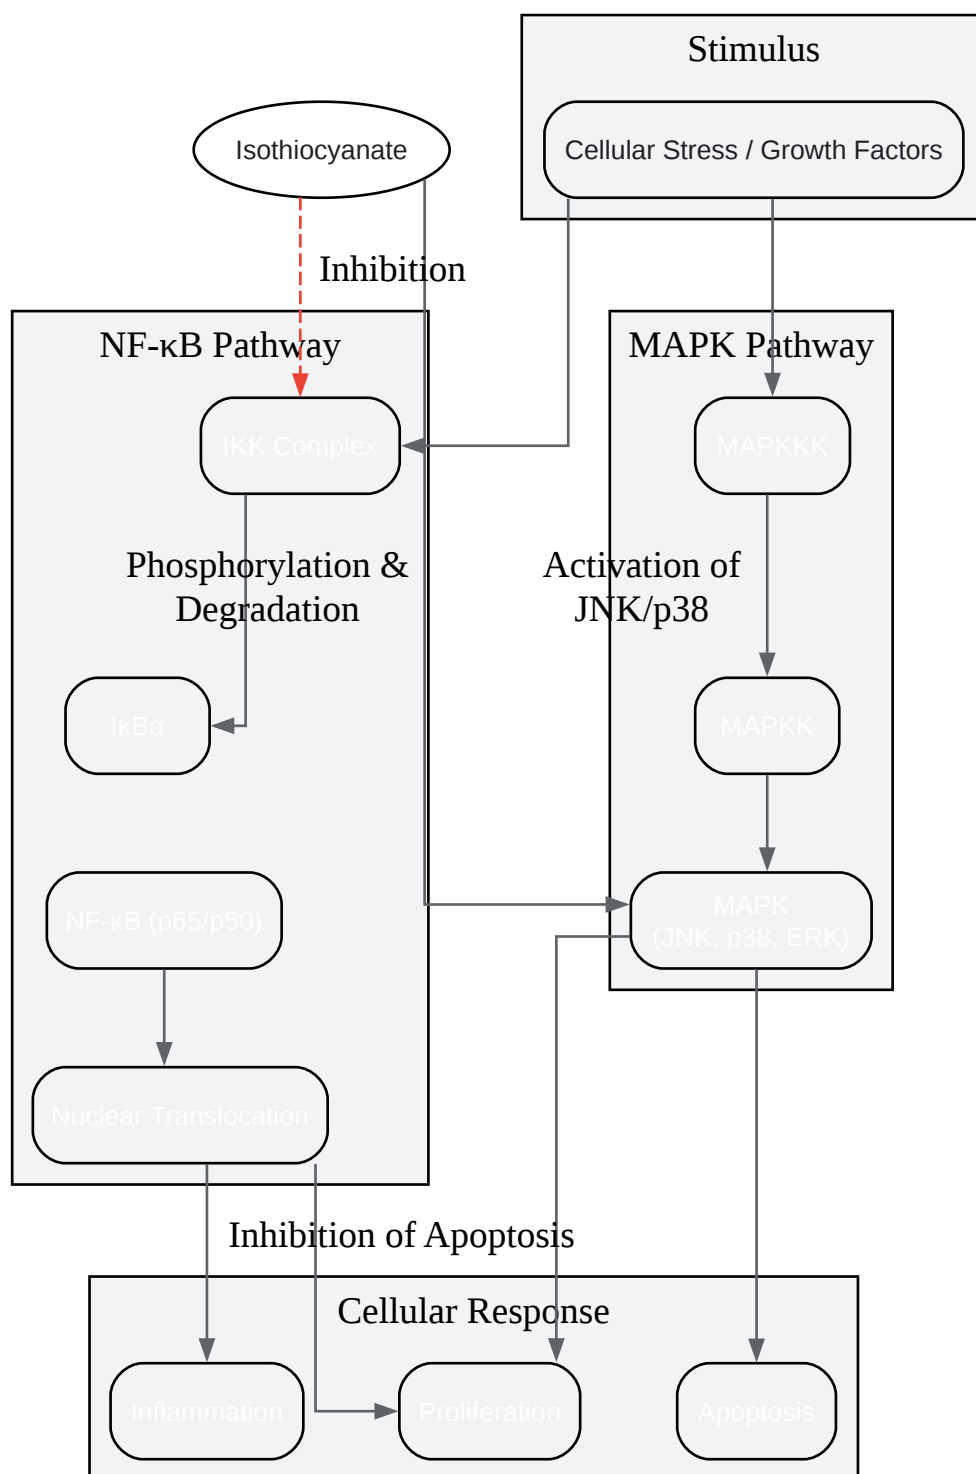 Stimulus
Isothiocyanate
Cellular Stress / Growth Factors
Inhibition
NF-κB Pathway
MAPK Pathway
IKK Complex
MAPKKK
Phosphorylation &
Degradation
Activation of
JNK/p38
IκBα
MAPKK
NF-κB (p65/p50)
MAPK
(JNK, p38, ERK)
Nuclear Translocation
Inhibition of Apoptosis
Cellular Response
Inflammation
Proliferation
Apoptosis